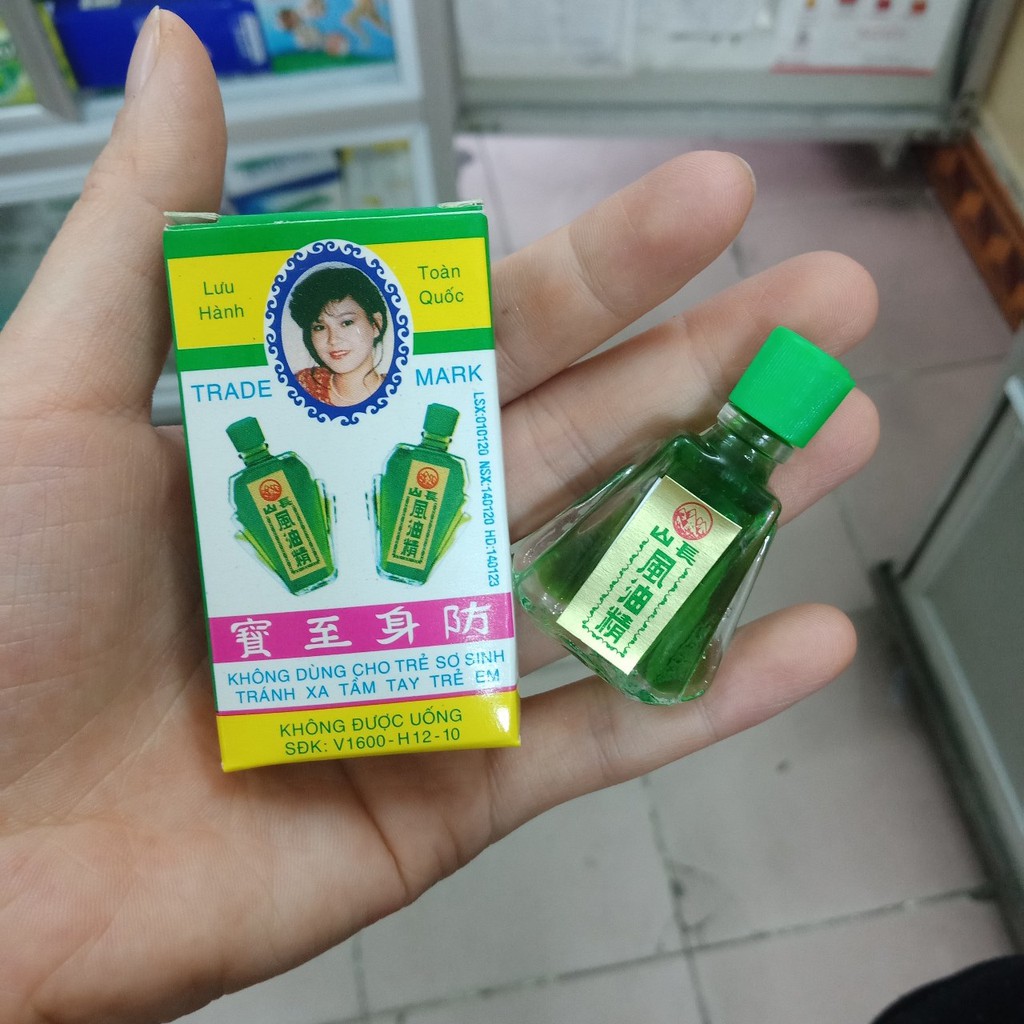 Lưu
Hành
Toàn
Quốc
TRADE MARK
LSX:010120 NSX:140120 HD:140123
長山
風油精
長山
風油精
寶至身防
KHÔNG DÙNG CHO TRẺ SƠ SINH
TRÁNH XA TẦM TAY TRẺ EM
KHÔNG ĐƯỢC UỐNG
SĐK: V1600-H12-10
長山
風油精